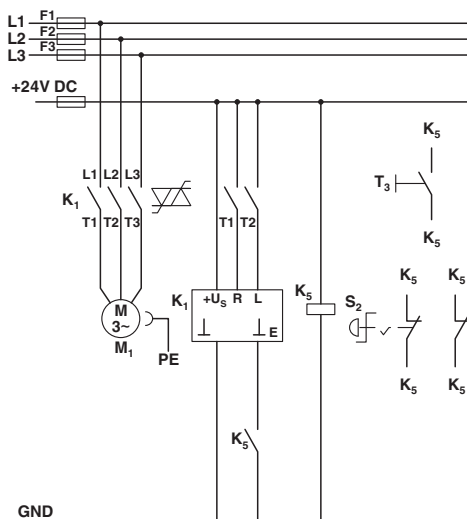 L1 F1
L2 F2
L3 F3
+24V DC
K5
L1 L2 L3
K1
T3
T1 T2 T3
T1 T2
K5
K1 +US R L
K5
S2
K5 K5
M
3~
E
M1
PE
K5 K5
K5
GND